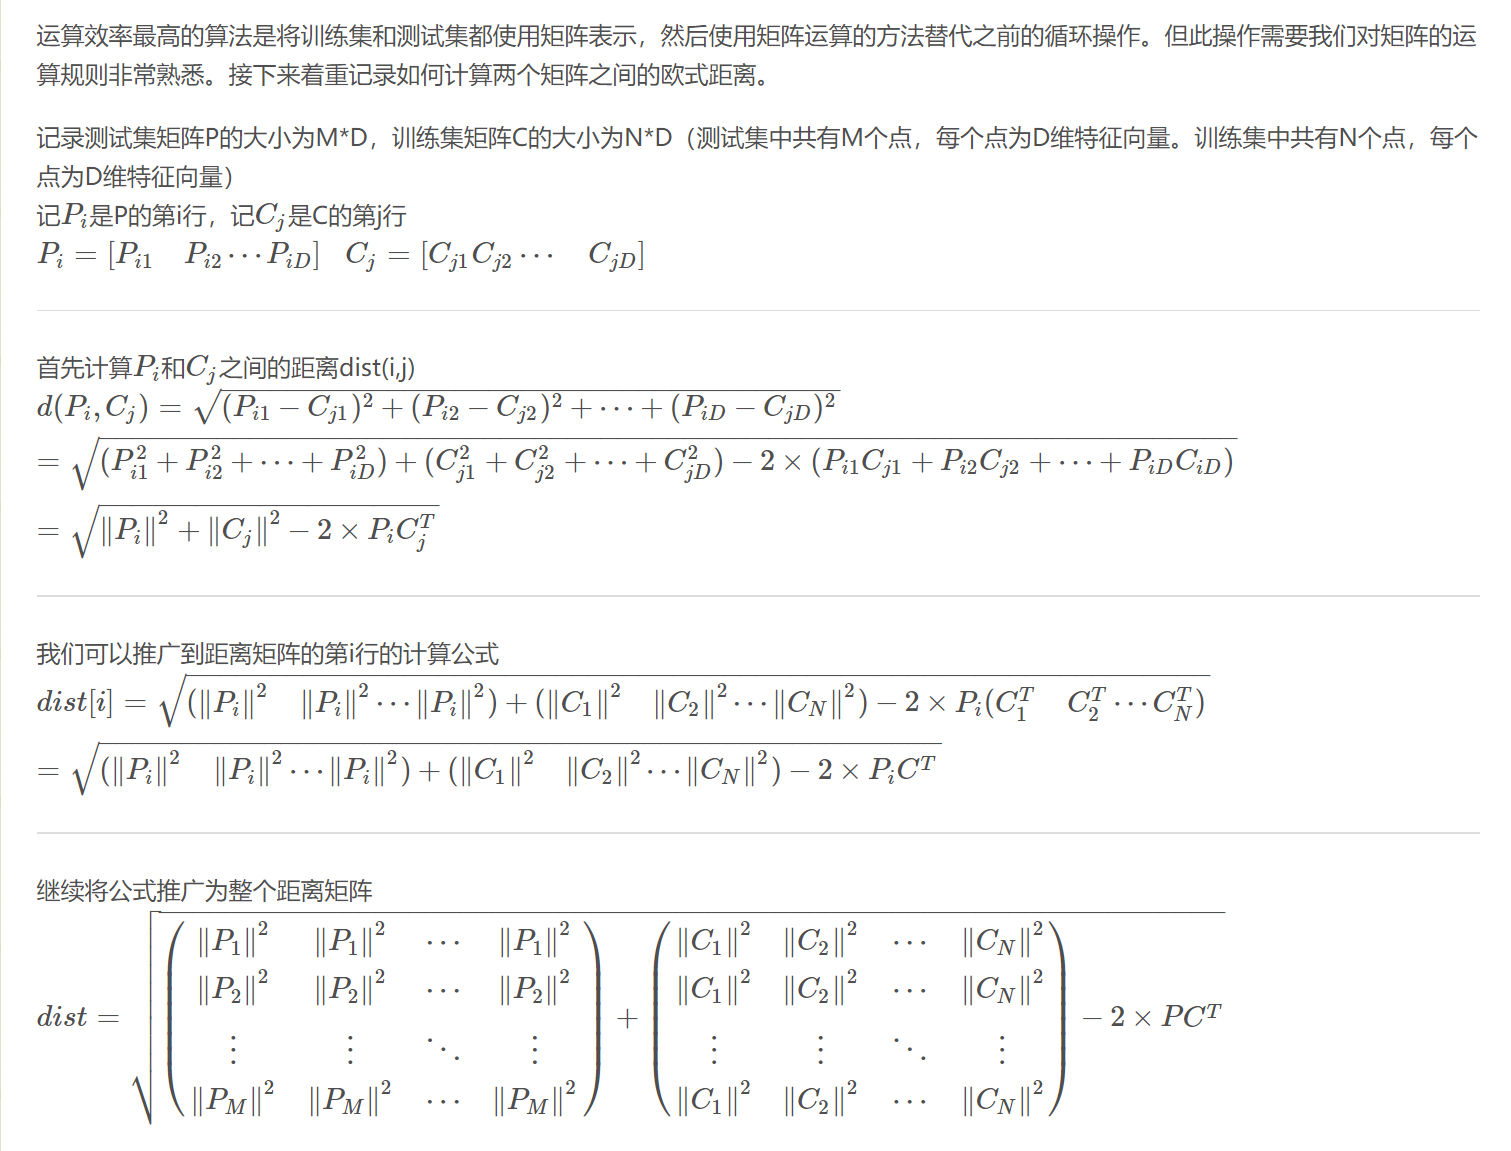 运算效率最高的算法是将训练集和测试集都使用矩阵表示，然后使用矩阵运算的方法替代之前的循环操作。但此操作需要我们对矩阵的运
算规则非常熟悉。接下来着重记录如何计算两个矩阵之间的欧式距离。
记录测试集矩阵P的大小为M*D，训练集矩阵C的大小为N*D（测试集中共有M个点，每个点为D维特征向量。训练集中共有N个点，每个
点为D维特征向量）
记$P_i$是P的第i行，记$C_j$是C的第j行
$P_i = [P_{i1} \quad P_{i2} \cdots P_{iD}] \quad C_j = [C_{j1} C_{j2} \cdots \quad C_{jD}]$
首先计算$P_i$和$C_j$之间的距离dist(i,j)
$d(P_i, C_j) = \sqrt{(P_{i1} - C_{j1})^2 + (P_{i2} - C_{j2})^2 + \cdots + (P_{iD} - C_{jD})^2}$
$= \sqrt{(P_{i1}^2 + P_{i2}^2 + \cdots + P_{iD}^2) + (C_{j1}^2 + C_{j2}^2 + \cdots + C_{jD}^2) - 2 \times (P_{i1}C_{j1} + P_{i2}C_{j2} + \cdots + P_{iD}C_{iD})}$
$= \sqrt{\|P_i\|^2 + \|C_j\|^2 - 2 \times P_i C_j^T}$
我们可以推广到距离矩阵的第i行的计算公式
$dist[i] = \sqrt{(\|P_i\|^2 \quad \|P_i\|^2 \cdots \|P_i\|^2) + (\|C_1\|^2 \quad \|C_2\|^2 \cdots \|C_N\|^2) - 2 \times P_i (C_1^T \quad C_2^T \cdots C_N^T)}$
$= \sqrt{(\|P_i\|^2 \quad \|P_i\|^2 \cdots \|P_i\|^2) + (\|C_1\|^2 \quad \|C_2\|^2 \cdots \|C_N\|^2) - 2 \times P_i C^T}$
继续将公式推广为整个距离矩阵
$dist = \sqrt{\begin{pmatrix} \|P_1\|^2 & \|P_1\|^2 & \cdots & \|P_1\|^2 \\ \|P_2\|^2 & \|P_2\|^2 & \cdots & \|P_2\|^2 \\ \vdots & \vdots & \ddots & \vdots \\ \|P_M\|^2 & \|P_M\|^2 & \cdots & \|P_M\|^2 \end{pmatrix} + \begin{pmatrix} \|C_1\|^2 & \|C_2\|^2 & \cdots & \|C_N\|^2 \\ \|C_1\|^2 & \|C_2\|^2 & \cdots & \|C_N\|^2 \\ \vdots & \vdots & \ddots & \vdots \\ \|C_1\|^2 & \|C_2\|^2 & \cdots & \|C_N\|^2 \end{pmatrix} - 2 \times PC^T}$